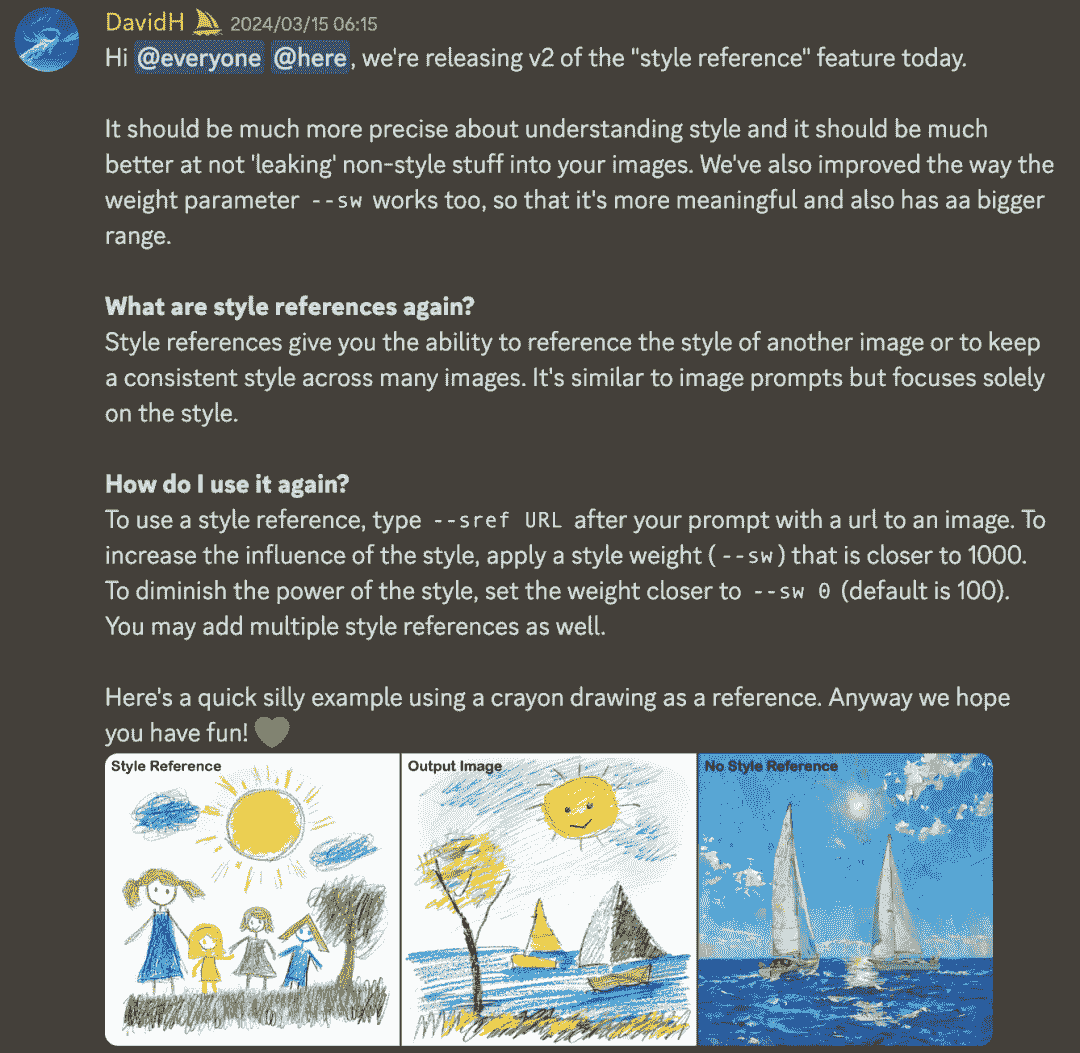 DavidH 2024/03/15 06:15
Hi @everyone @here, we're releasing v2 of the "style reference" feature today.
It should be much more precise about understanding style and it should be much
better at not 'leaking' non-style stuff into your images. We've also improved the way the
weight parameter --sw works too, so that it's more meaningful and also has aa bigger
range.
What are style references again?
Style references give you the ability to reference the style of another image or to keep
a consistent style across many images. It's similar to image prompts but focuses solely
on the style.
How do I use it again?
To use a style reference, type --sref URL after your prompt with a url to an image. To
increase the influence of the style, apply a style weight (--sw) that is closer to 1000.
To diminish the power of the style, set the weight closer to --sw 0 (default is 100).
You may add multiple style references as well.
Here's a quick silly example using a crayon drawing as a reference. Anyway we hope
you have fun!
Style Reference
Output Image
No Style Reference